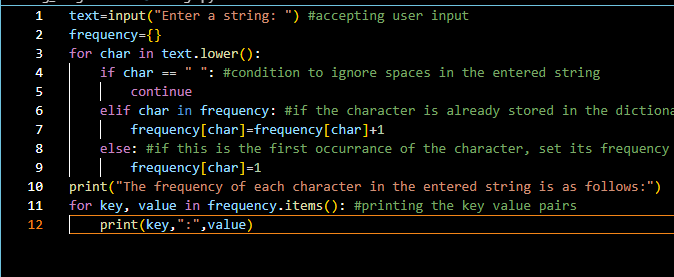 1 text=input("Enter a string: ") #accepting user input
2 frequency={}
3 for char in text.lower():
4 if char == " ": #condition to ignore spaces in the entered string
5 continue
6 elif char in frequency: #if the character is already stored in the dictiona
7 frequency[char]=frequency[char]+1
8 else: #if this is the first occurrance of the character, set its frequency
9 frequency[char]=1
10 print("The frequency of each character in the entered string is as follows:")
11 for key, value in frequency.items(): #printing the key value pairs
12 print(key,":",value)